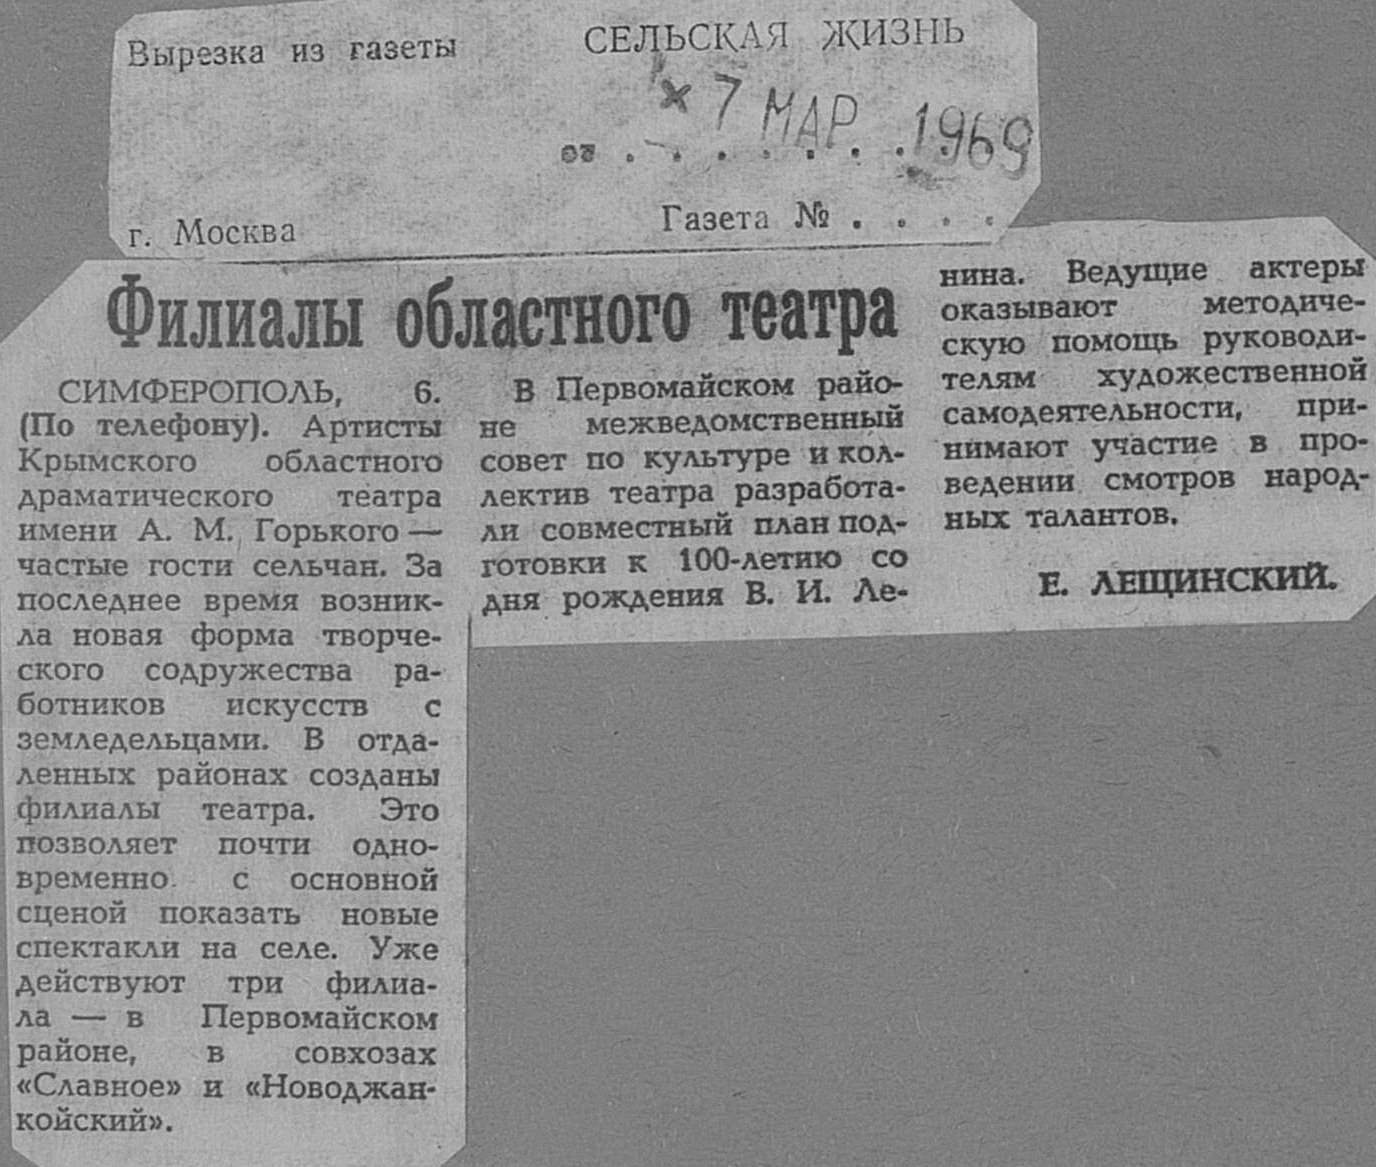 Вырезка из газеты
СЕЛЬСКАЯ ЖИЗНЬ
7 МАР 1969
от . . . . . . . .
г. Москва
Газета № . . . .
Филиалы областного театра
СИМФЕРОПОЛЬ, 6.
(По телефону). Артисты
Крымского областного
драматического театра
имени А. М. Горького —
частые гости сельчан. За
последнее время возник-
ла новая форма творче-
ского содружества ра-
ботников искусств с
земледельцами. В отда-
ленных районах созданы
филиалы театра. Это
позволяет почти одно-
временно с основной
сценой показать новые
спектакли на селе. Уже
действуют три филиа-
ла — в Первомайском
районе, в совхозах
«Славное» и «Новоджан-
койский».
В Первомайском райо-
не межведомственный
совет по культуре и кол-
лектив театра разработа-
ли совместный план под-
готовки к 100-летию со
дня рождения В. И. Ле-
нина. Ведущие актеры
оказывают методиче-
скую помощь руководи-
телям художественной
самодеятельности, при-
нимают участие в про-
ведении смотров народ-
ных талантов.
Е. ЛЕЩИНСКИЙ.